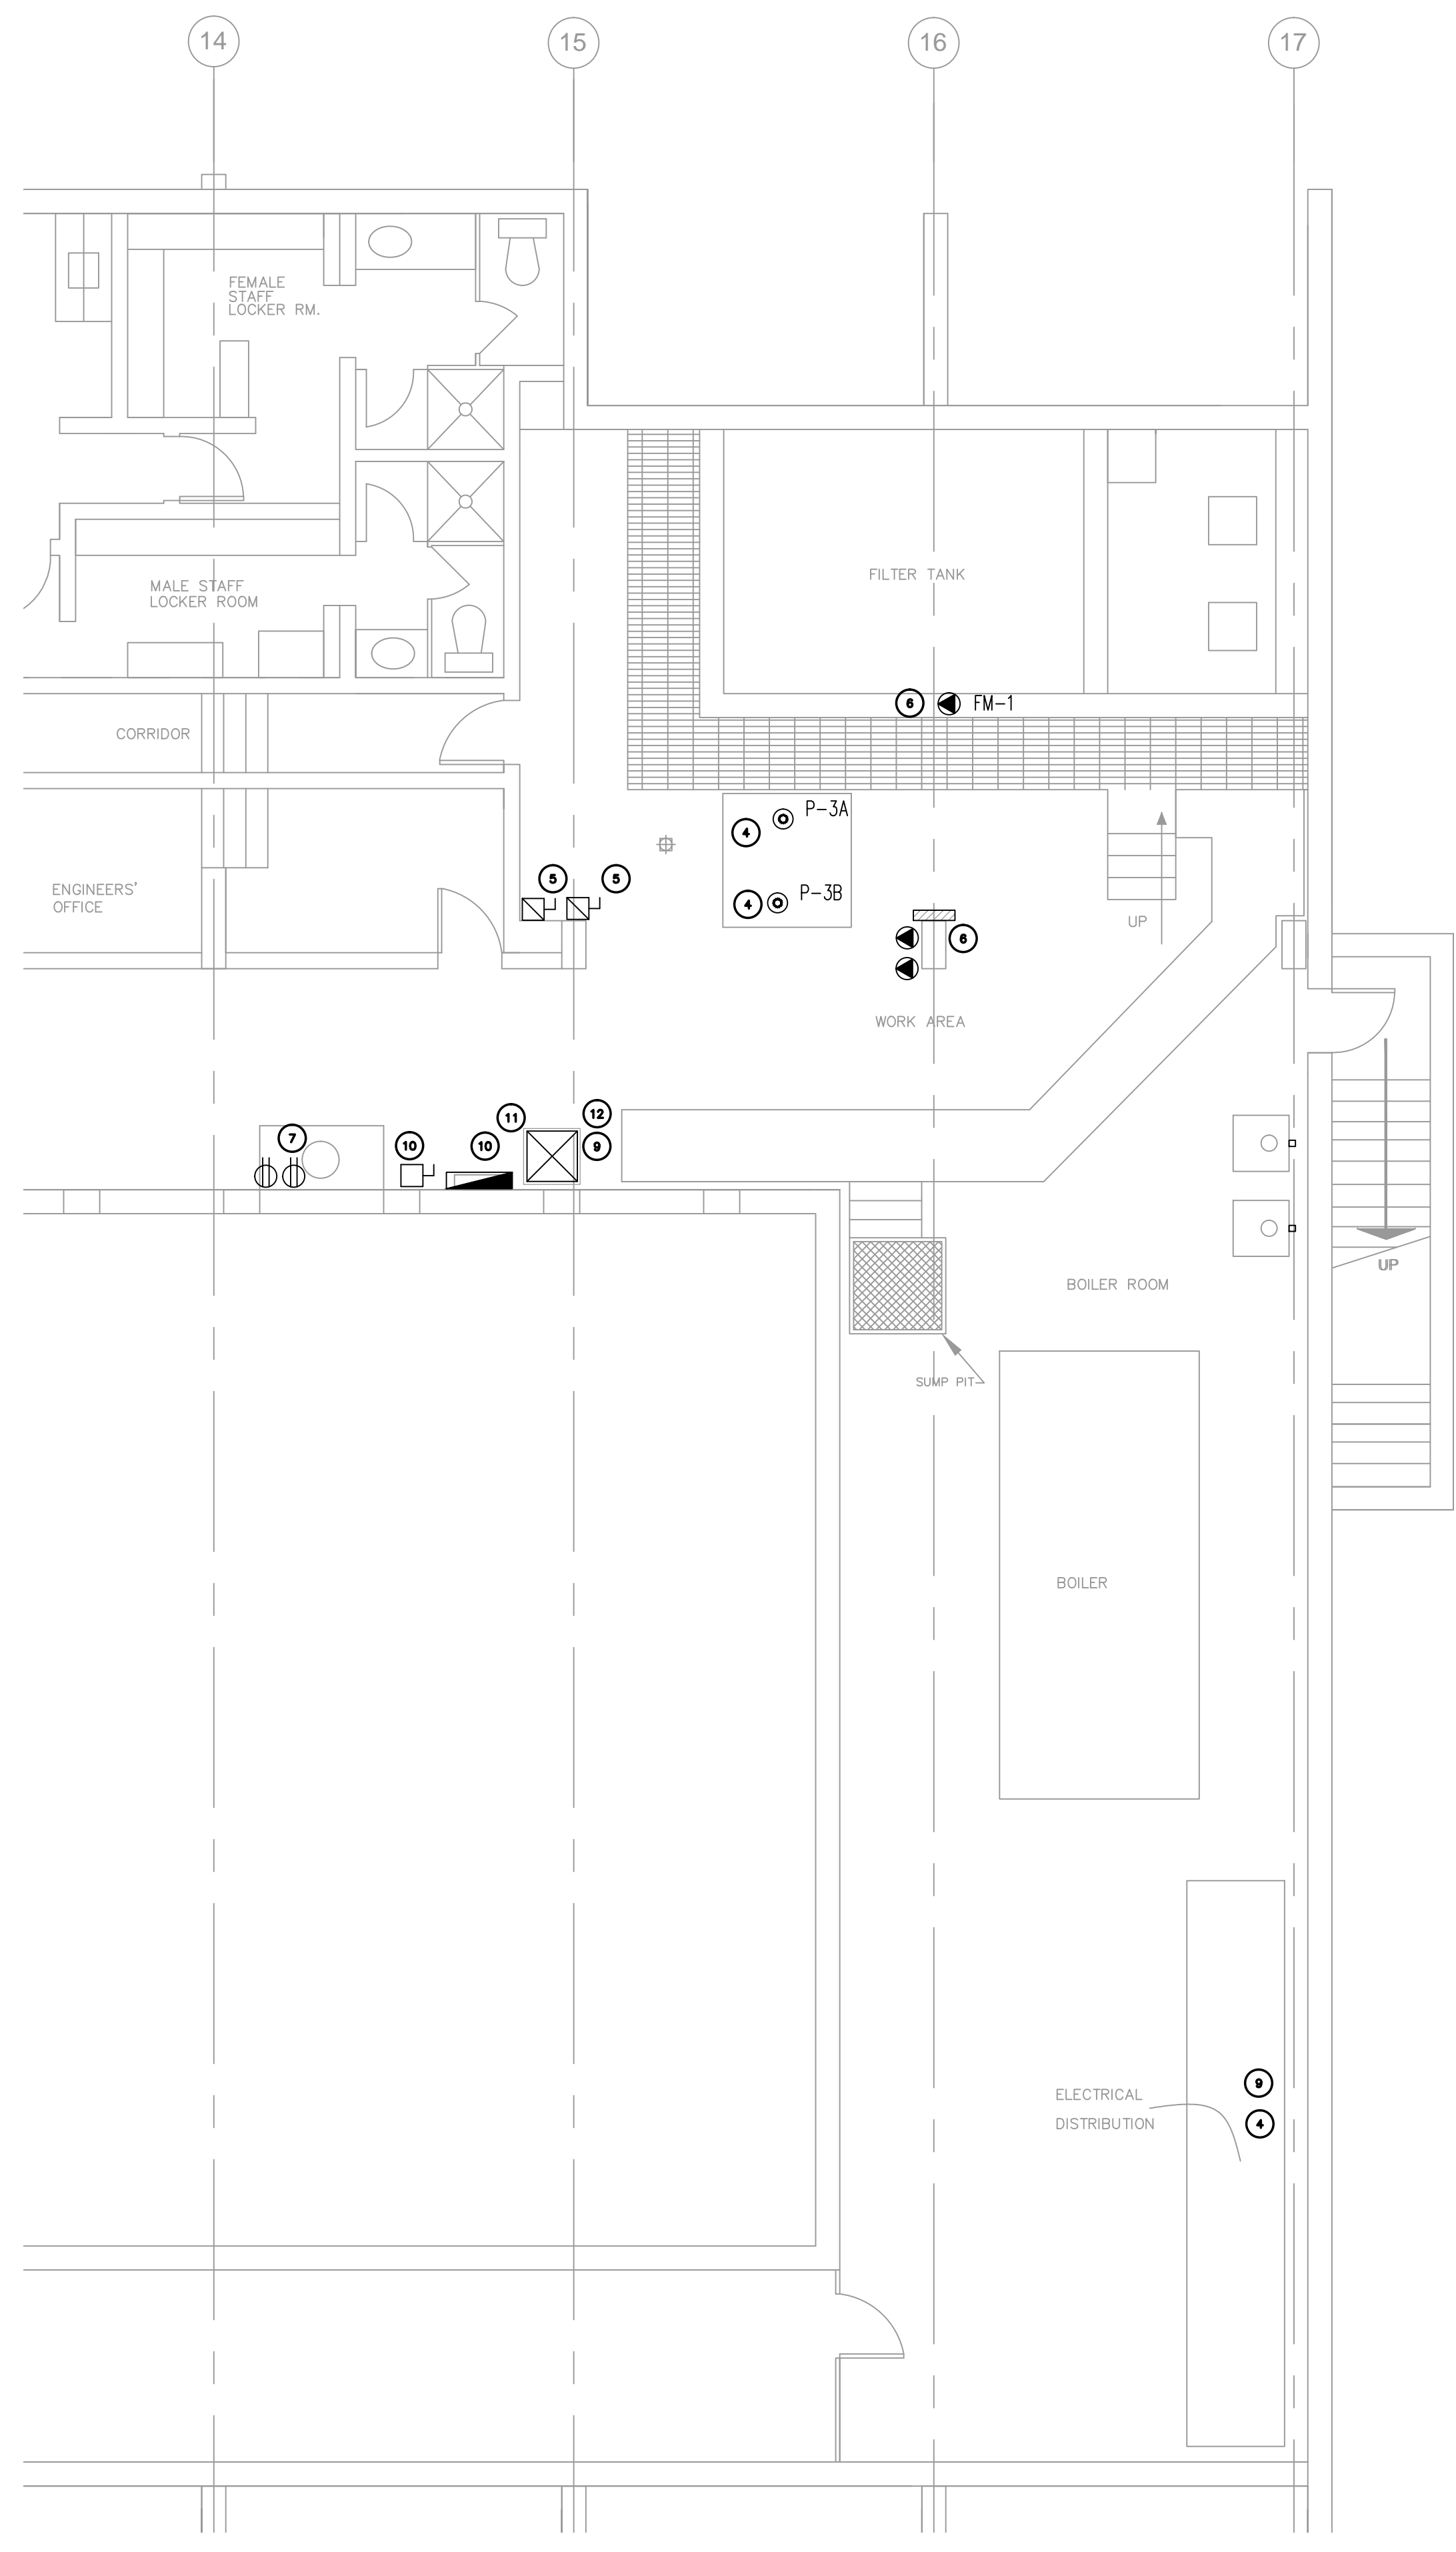 14 15 16 17
FEMALE
STAFF
LOCKER RM.
FILTER TANK
MALE STAFF
LOCKER ROOM
6 FM-1
CORRIDOR
P-3A
4
5 5
ENGINEERS'
OFFICE
P-3B
4
UP
6
WORK AREA
11 12
7 10 10 9
UP
BOILER ROOM
SUMP PIT
BOILER
9
ELECTRICAL
4
DISTRIBUTION